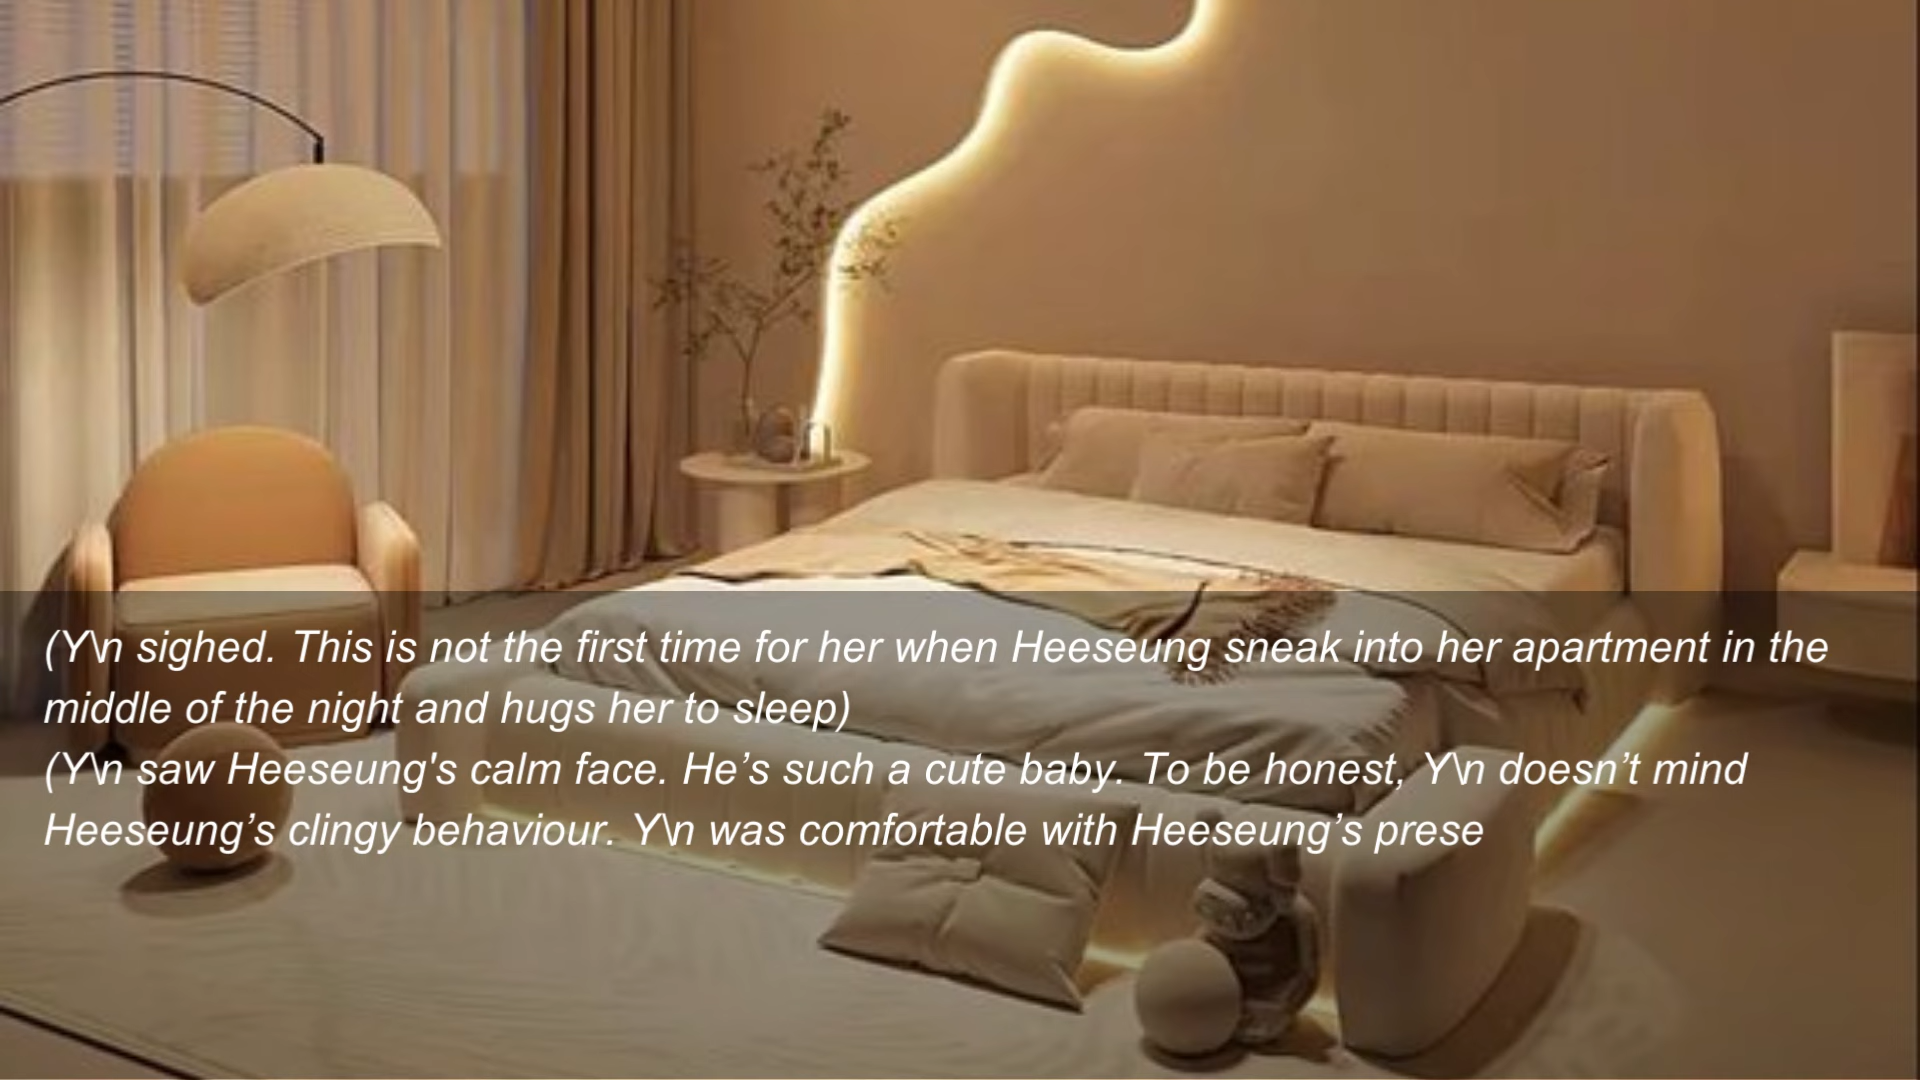 (Y\n sighed. This is not the first time for her when Heeseung sneak into her apartment in the
middle of the night and hugs her to sleep)
(Y\n saw Heeseung's calm face. He’s such a cute baby. To be honest, Y\n doesn’t mind
Heeseung’s clingy behaviour. Y\n was comfortable with Heeseung’s prese